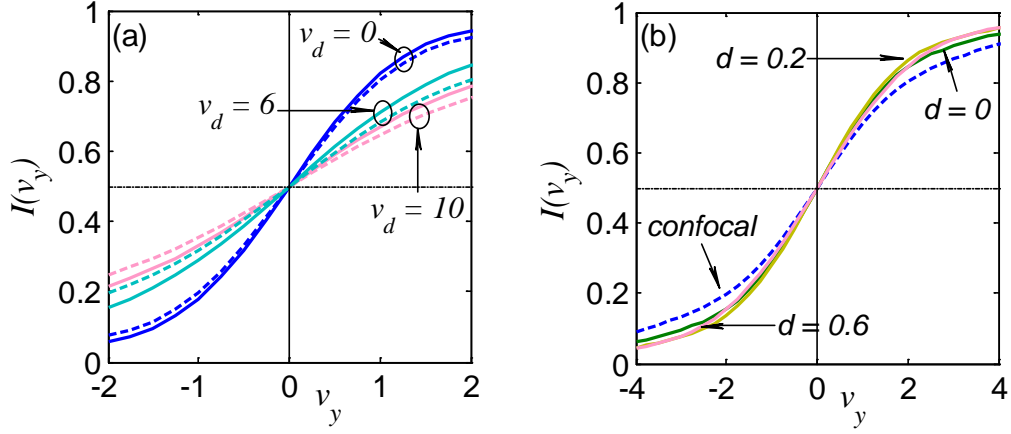 (a)
v_d = 0
v_d = 6
v_d = 10
I(v_y)
1
0.8
0.6
0.4
0.2
0
-2
-1
0
1
2
v_y
(b)
d = 0.2
d = 0
confocal
d = 0.6
I(v_y)
1
0.8
0.6
0.4
0.2
0
-4
-2
0
2
4
v_y